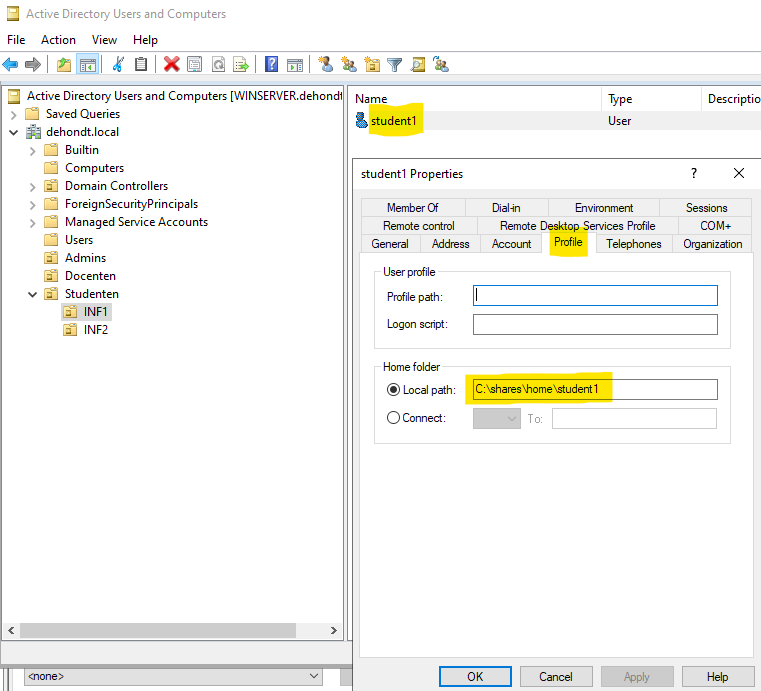 Active Directory Users and Computers
File Action View Help
Active Directory Users and Computers [WINSERVER.dehondt
Saved Queries
dehondt.local
Builtin
Computers
Domain Controllers
ForeignSecurityPrincipals
Managed Service Accounts
Users
Admins
Docenten
Studenten
INF1
INF2
Name Type Descriptio
student1 User
student1 Properties ? ×
Member Of Dial-in Environment Sessions
Remote control Remote Desktop Services Profile COM+
General Address Account Profile Telephones Organization
User profile
Profile path:
Logon script:
Home folder
Local path: C:\shares\home\student1
Connect: To:
OK Cancel Apply Help
<none>